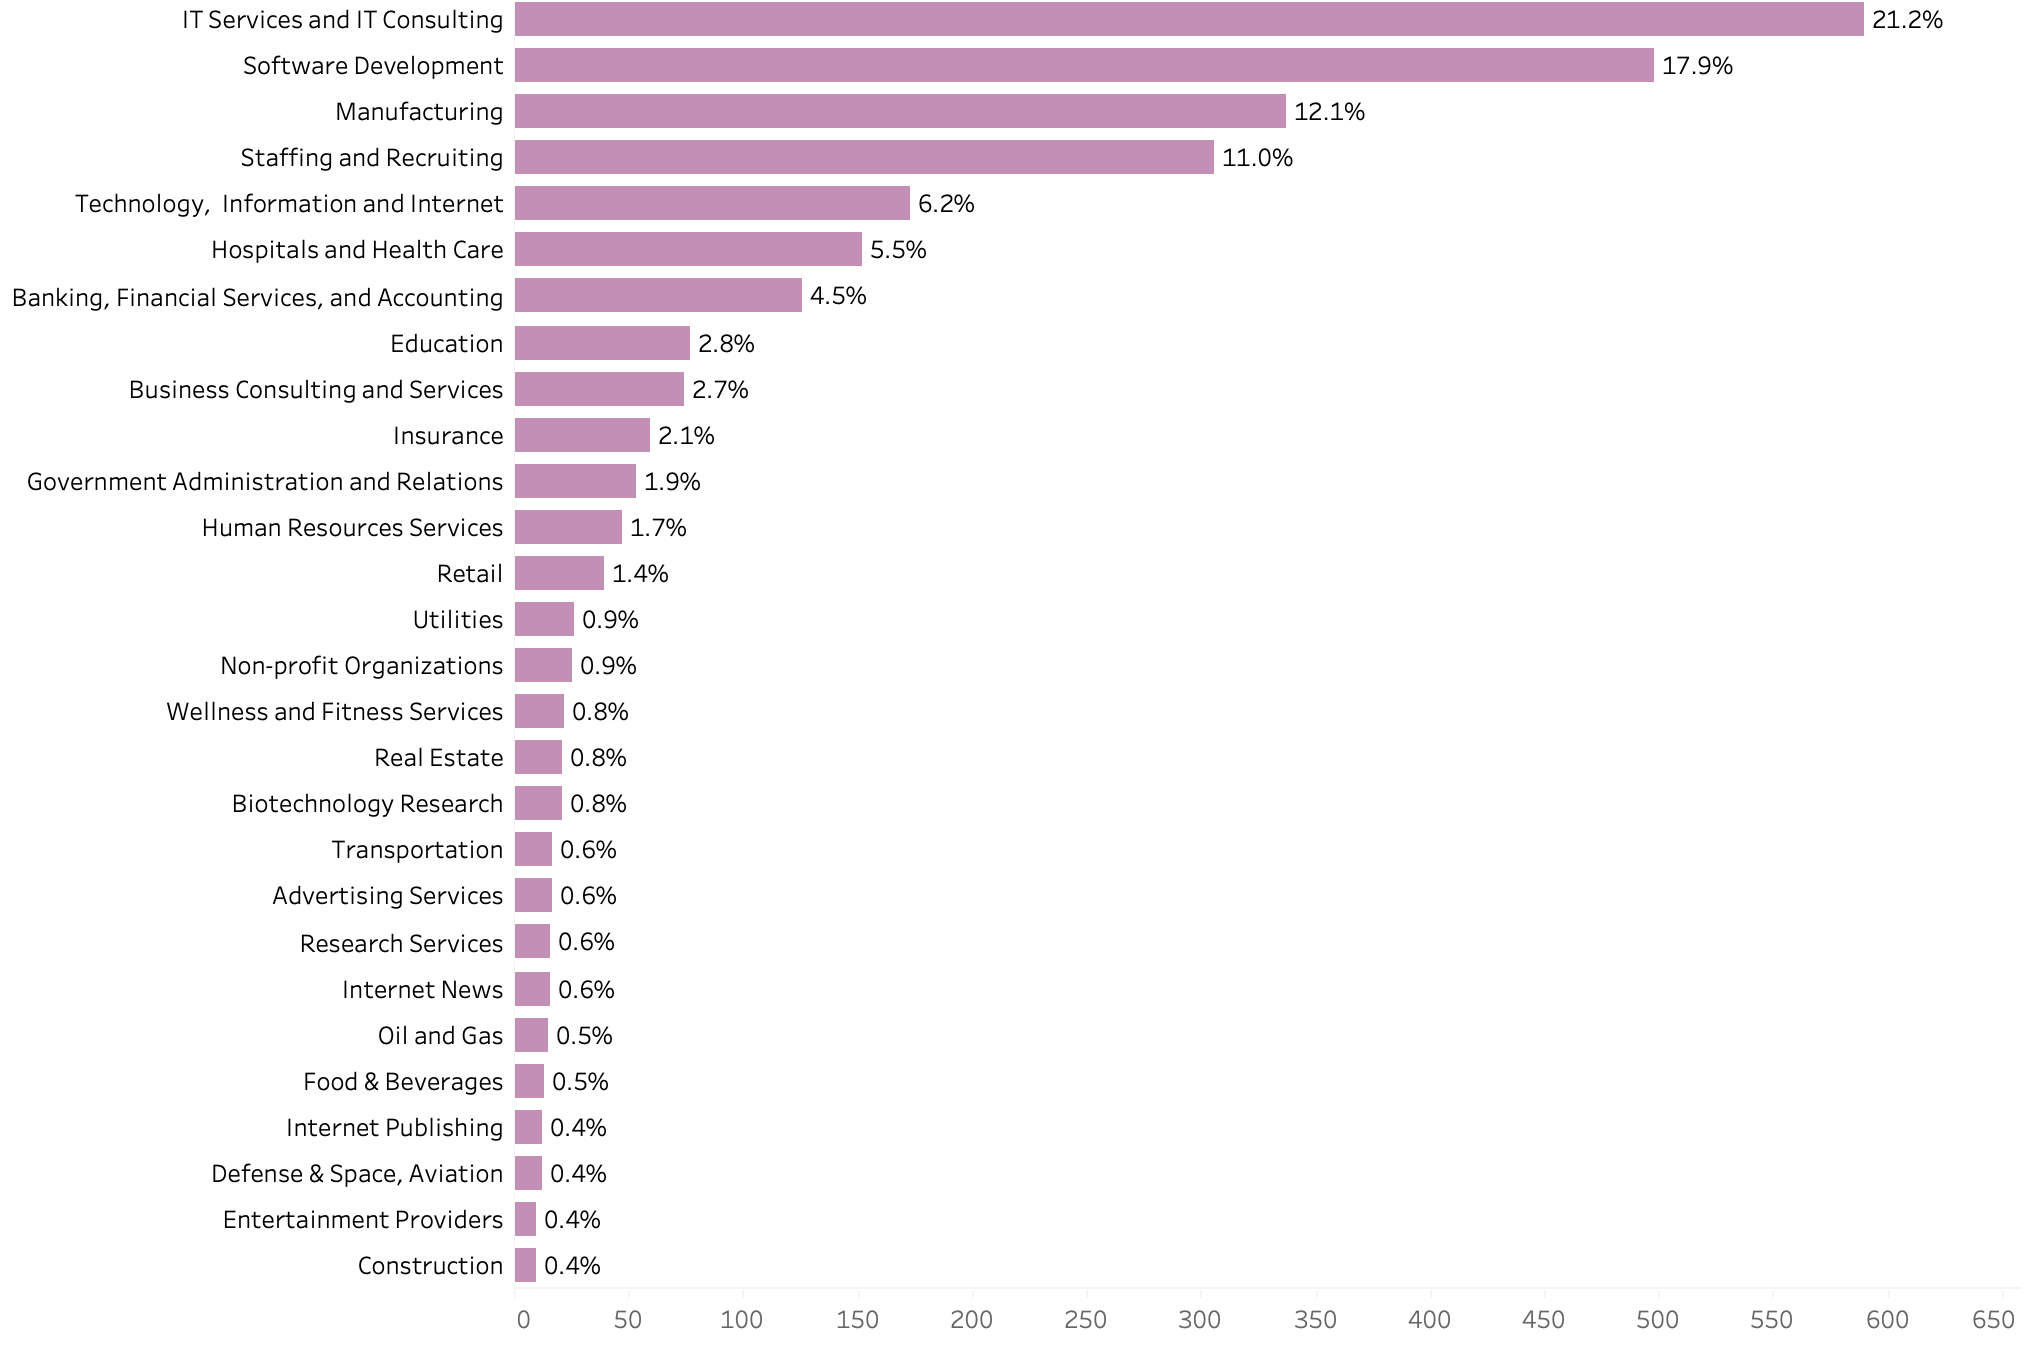 IT Services and IT Consulting 21.2%
Software Development 17.9%
Manufacturing 12.1%
Staffing and Recruiting 11.0%
Technology,  Information and Internet 6.2%
Hospitals and Health Care 5.5%
Banking, Financial Services, and Accounting 4.5%
Education 2.8%
Business Consulting and Services 2.7%
Insurance 2.1%
Government Administration and Relations 1.9%
Human Resources Services 1.7%
Retail 1.4%
Utilities 0.9%
Non-profit Organizations 0.9%
Wellness and Fitness Services 0.8%
Real Estate 0.8%
Biotechnology Research 0.8%
Transportation 0.6%
Advertising Services 0.6%
Research Services 0.6%
Internet News 0.6%
Oil and Gas 0.5%
Food & Beverages 0.5%
Internet Publishing 0.4%
Defense & Space, Aviation 0.4%
Entertainment Providers 0.4%
Construction 0.4%
0 50 100 150 200 250 300 350 400 450 500 550 600 650